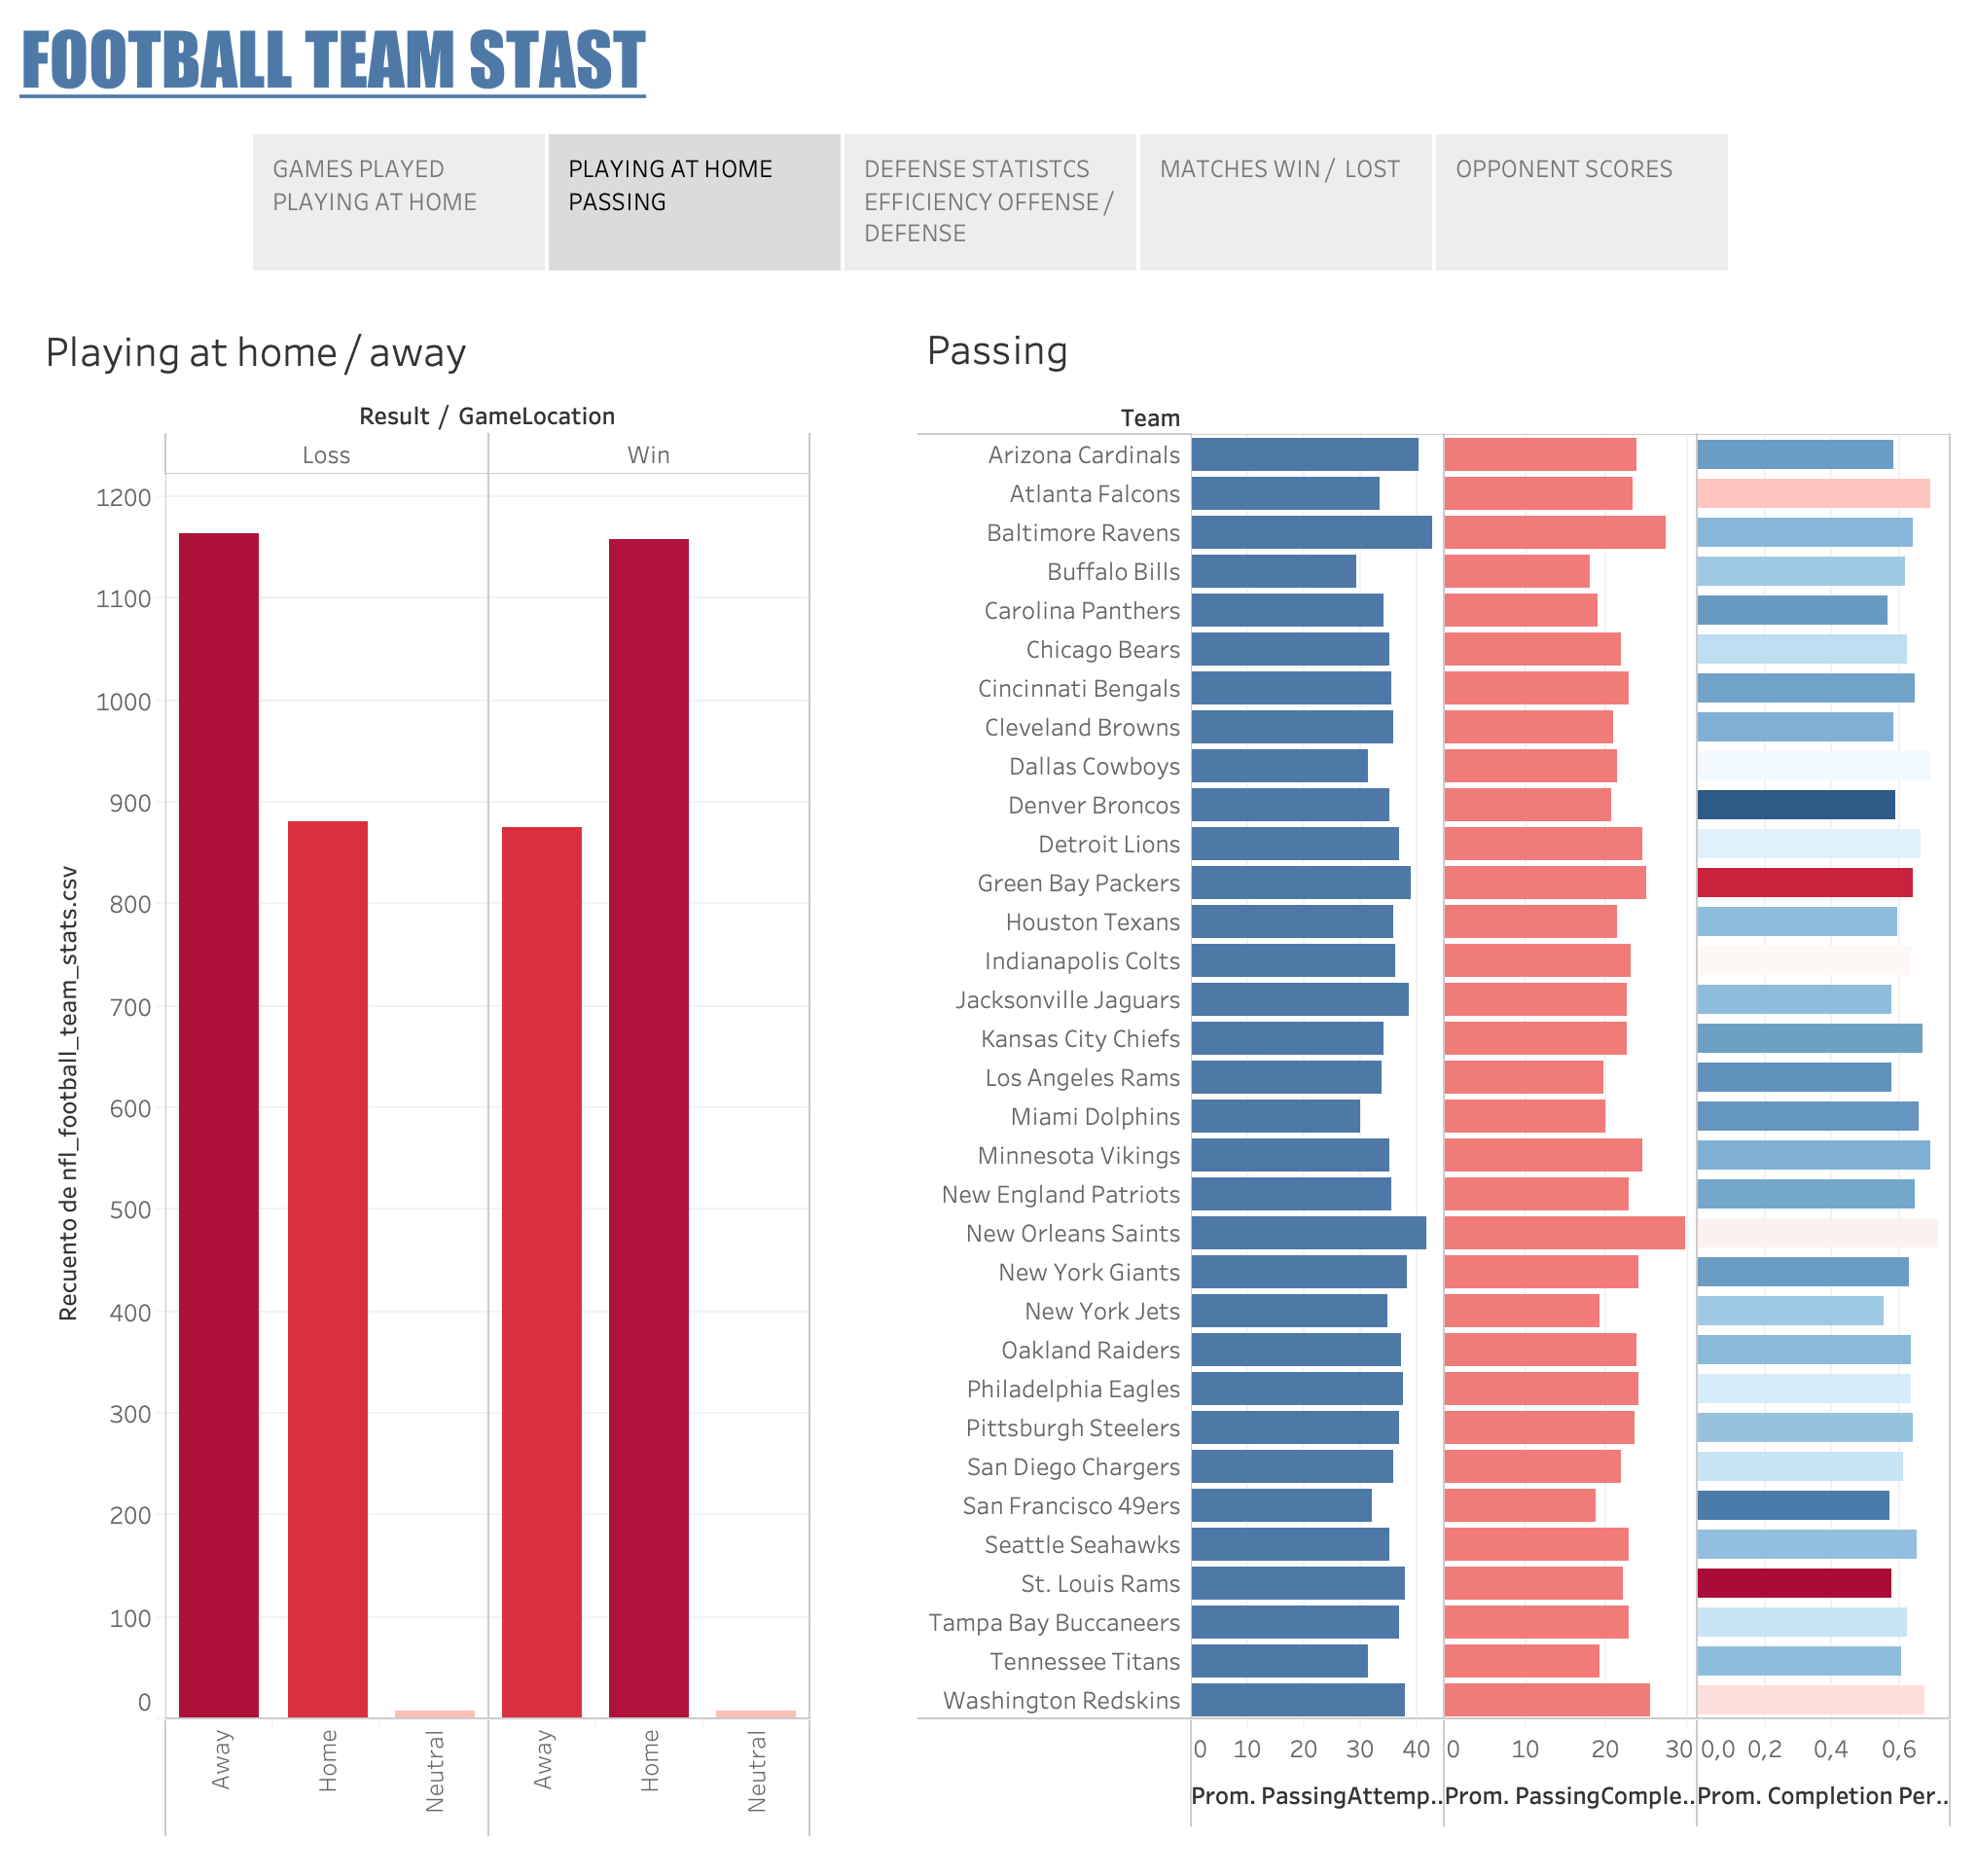 FOOTBALL TEAM STAST
GAMES PLAYED
PLAYING AT HOME
PLAYING AT HOME
PASSING
DEFENSE STATISTCS
EFFICIENCY OFFENSE /
DEFENSE
MATCHES WIN / LOST
OPPONENT SCORES
Playing at home / away
Result / GameLocation
Loss
Win
1200
1100
1000
900
800
700
600
500
400
300
200
100
0
Recuento de nfl_football_team_stats.csv
Away
Home
Neutral
Away
Home
Neutral
Passing
Team
Arizona Cardinals
Atlanta Falcons
Baltimore Ravens
Buffalo Bills
Carolina Panthers
Chicago Bears
Cincinnati Bengals
Cleveland Browns
Dallas Cowboys
Denver Broncos
Detroit Lions
Green Bay Packers
Houston Texans
Indianapolis Colts
Jacksonville Jaguars
Kansas City Chiefs
Los Angeles Rams
Miami Dolphins
Minnesota Vikings
New England Patriots
New Orleans Saints
New York Giants
New York Jets
Oakland Raiders
Philadelphia Eagles
Pittsburgh Steelers
San Diego Chargers
San Francisco 49ers
Seattle Seahawks
St. Louis Rams
Tampa Bay Buccaneers
Tennessee Titans
Washington Redskins
0 10 20 30 40
0 10 20 30
0,0 0,2 0,4 0,6
Prom. PassingAttemp..
Prom. PassingComple..
Prom. Completion Per..